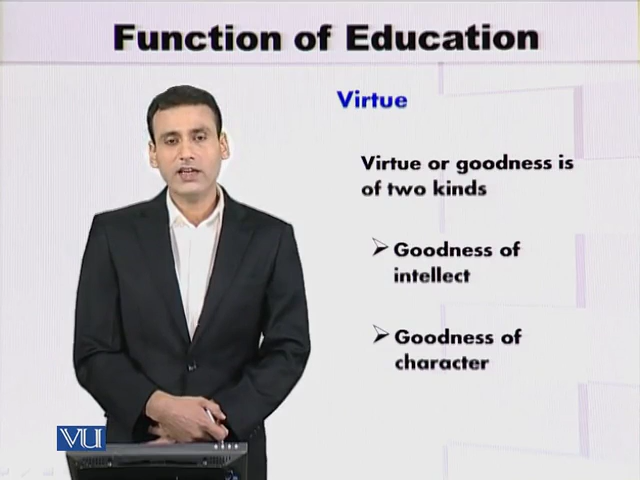 Function of Education
Virtue
Virtue or goodness is
of two kinds
Goodness of
intellect
Goodness of
character
VU